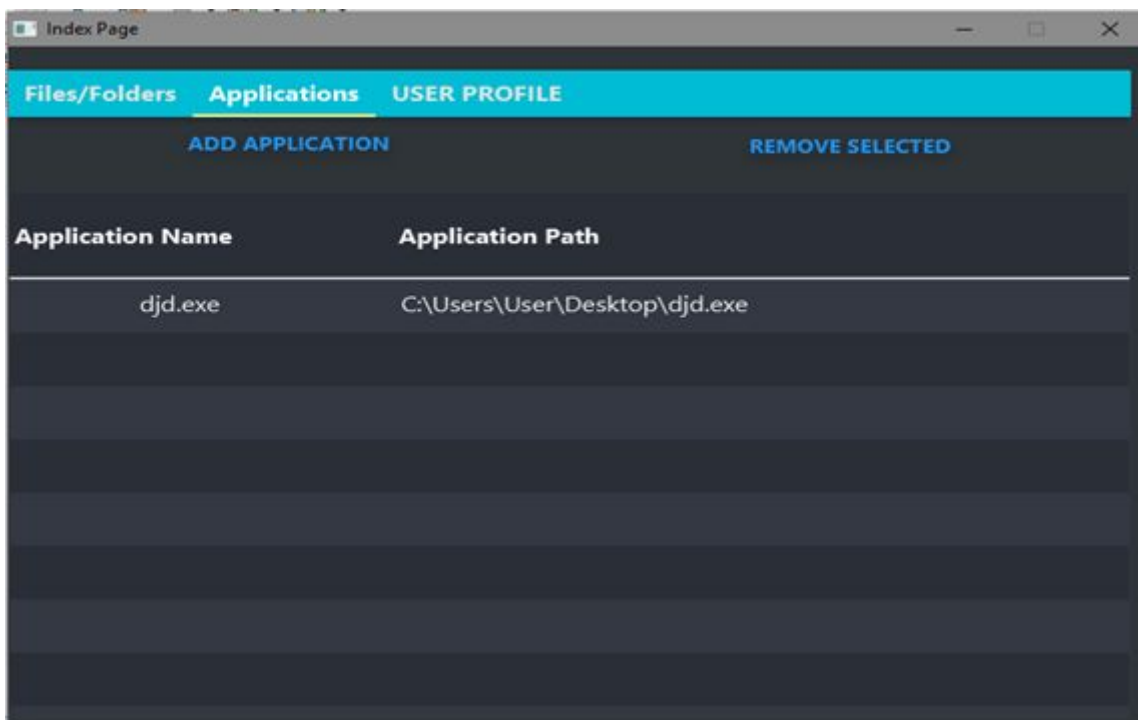 Index Page
Files/Folders Applications USER PROFILE
ADD APPLICATION REMOVE SELECTED
Application Name Application Path
djd.exe C:\Users\User\Desktop\djd.exe